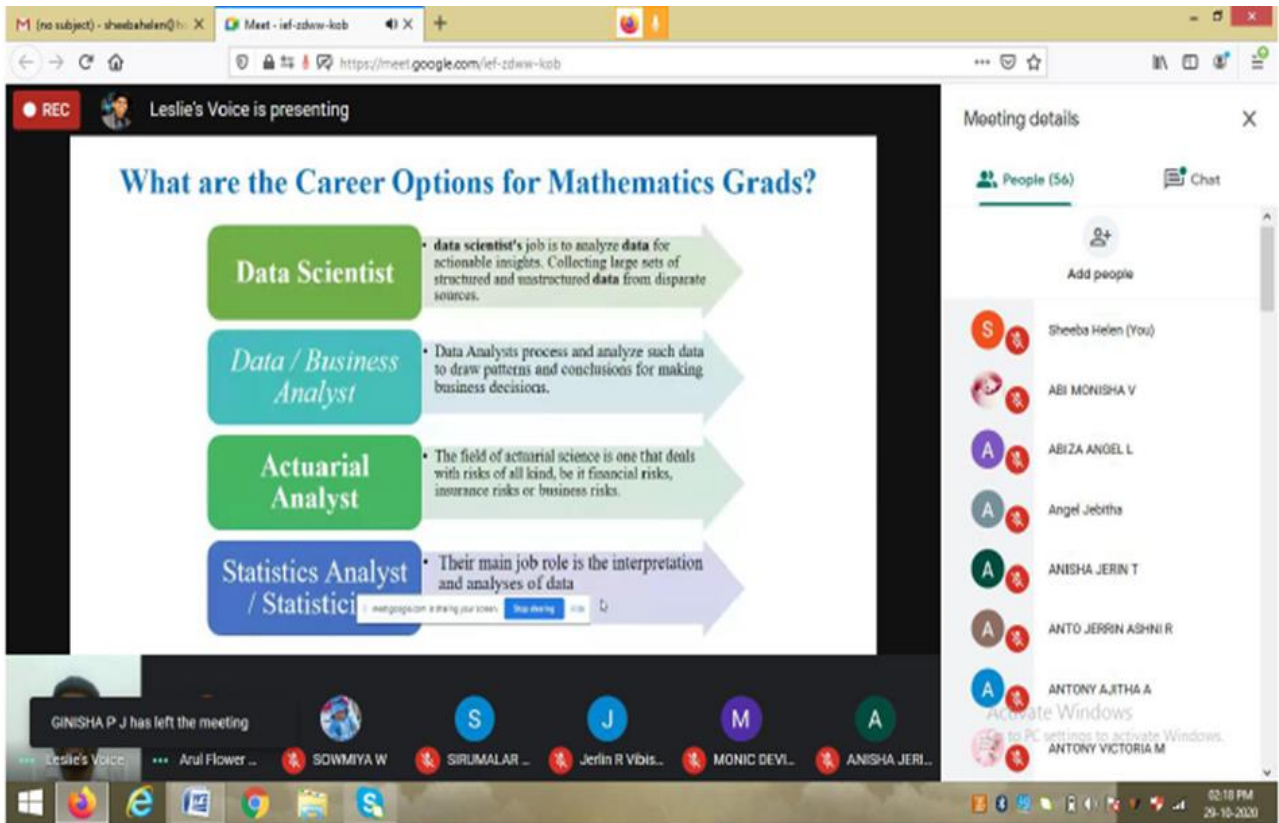 (no subject) - sheebahelen@h
Meet - ief-zdww-kob
https://meet.google.com/ief-zdww-kob
REC
Leslie's Voice is presenting
What are the Career Options for Mathematics Grads?
Data Scientist
• data scientist's job is to analyze data for
actionable insights. Collecting large sets of
structured and unstructured data from disparate
sources.
Data / Business
Analyst
• Data Analysts process and analyze such data
to draw patterns and conclusions for making
business decisions.
Actuarial
Analyst
• The field of actuarial science is one that deals
with risks of all kind, be it financial risks,
insurance risks or business risks.
Statistics Analyst
/ Statistici
• Their main job role is the interpretation
and analyses of data
meet.google.com is sharing your screen. Stop sharing Hide
GINISHA P J has left the meeting
Leslie's Voice
Arul Flower ...
SOWMIYA W
S
SIRUMALAR ...
J
Jerlin R Vibis...
M
MONIC DEVI...
A
ANISHA JERI...
Meeting details
People (56)
Chat
Add people
S
Sheeba Helen (You)
ABI MONISHA V
A
ABIZA ANGEL L
A
Angel Jebitha
A
ANISHA JERIN T
A
ANTO JERRIN ASHNI R
A
ANTONY AJITHA A
Activate Windows
Go to PC settings to activate Windows.
ANTONY VICTORIA M
02:18 PM
29-10-2020